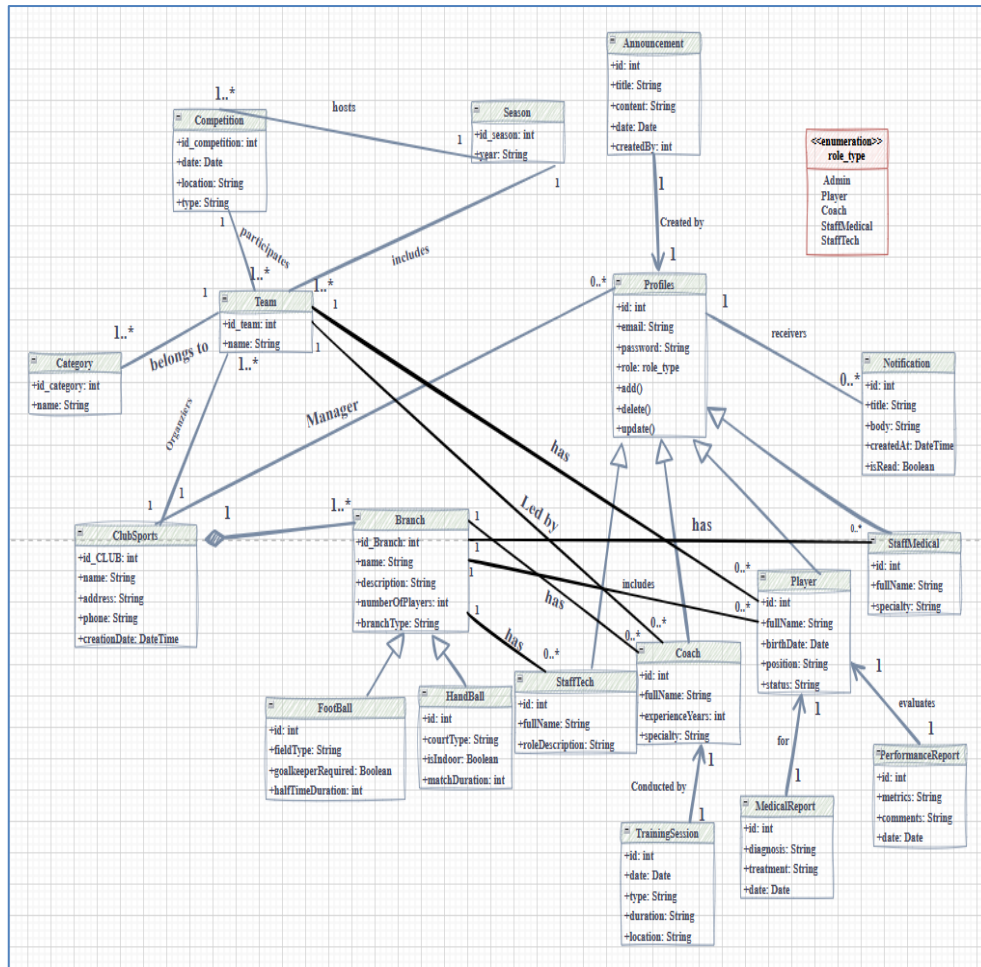 Announcement
+id: int
+title: String
+content: String
+date: Date
+createdBy: int
1..*
hosts
Competition
+id_competition: int
+date: Date
+location: String
+type: String
Season
+id_season: int
+year: String
1
1
<<enumeration>>
role_type
Admin
Player
Coach
StaffMedical
StaffTech
1
participates
1..*
includes
1..*
1
Created by
1
1
Team
+id_team: int
+name: String
1
1
1..*
belongs to
1..*
Category
+id_category: int
+name: String
0..*
Profiles
+id: int
+email: String
+password: String
+role: role_type
+add()
+delete()
+update()
1
receivers
0..*
Notification
+id: int
+title: String
+body: String
+createdAt: DateTime
+isRead: Boolean
Organziers
Manager
has
Led by
1
1
1
1..*
ClubSports
+id_CLUB: int
+name: String
+address: String
+phone: String
+creationDate: DateTime
Branch
+id_Branch: int
+name: String
+description: String
+numberOfPlayers: int
+branchType: String
1
1
1
1
has
0..*
StaffMedical
+id: int
+fullName: String
+specialty: String
includes
0..*
0..*
Player
+id: int
+fullName: String
+birthDate: Date
+position: String
+status: String
has
0..*
0..*
has
0..*
Coach
+id: int
+fullName: String
+experienceYears: int
+specialty: String
StaffTech
+id: int
+fullName: String
+roleDescription: String
FootBall
+id: int
+fieldType: String
+goalkeeperRequired: Boolean
+halfTimeDuration: int
HandBall
+id: int
+courtType: String
+isIndoor: Boolean
+matchDuration: int
1
evaluates
1
PerformanceReport
+id: int
+metrics: String
+comments: String
+date: Date
1
for
1
MedicalReport
+id: int
+diagnosis: String
+treatment: String
+date: Date
1
Conducted by
1
TrainingSession
+id: int
+date: Date
+type: String
+duration: String
+location: String